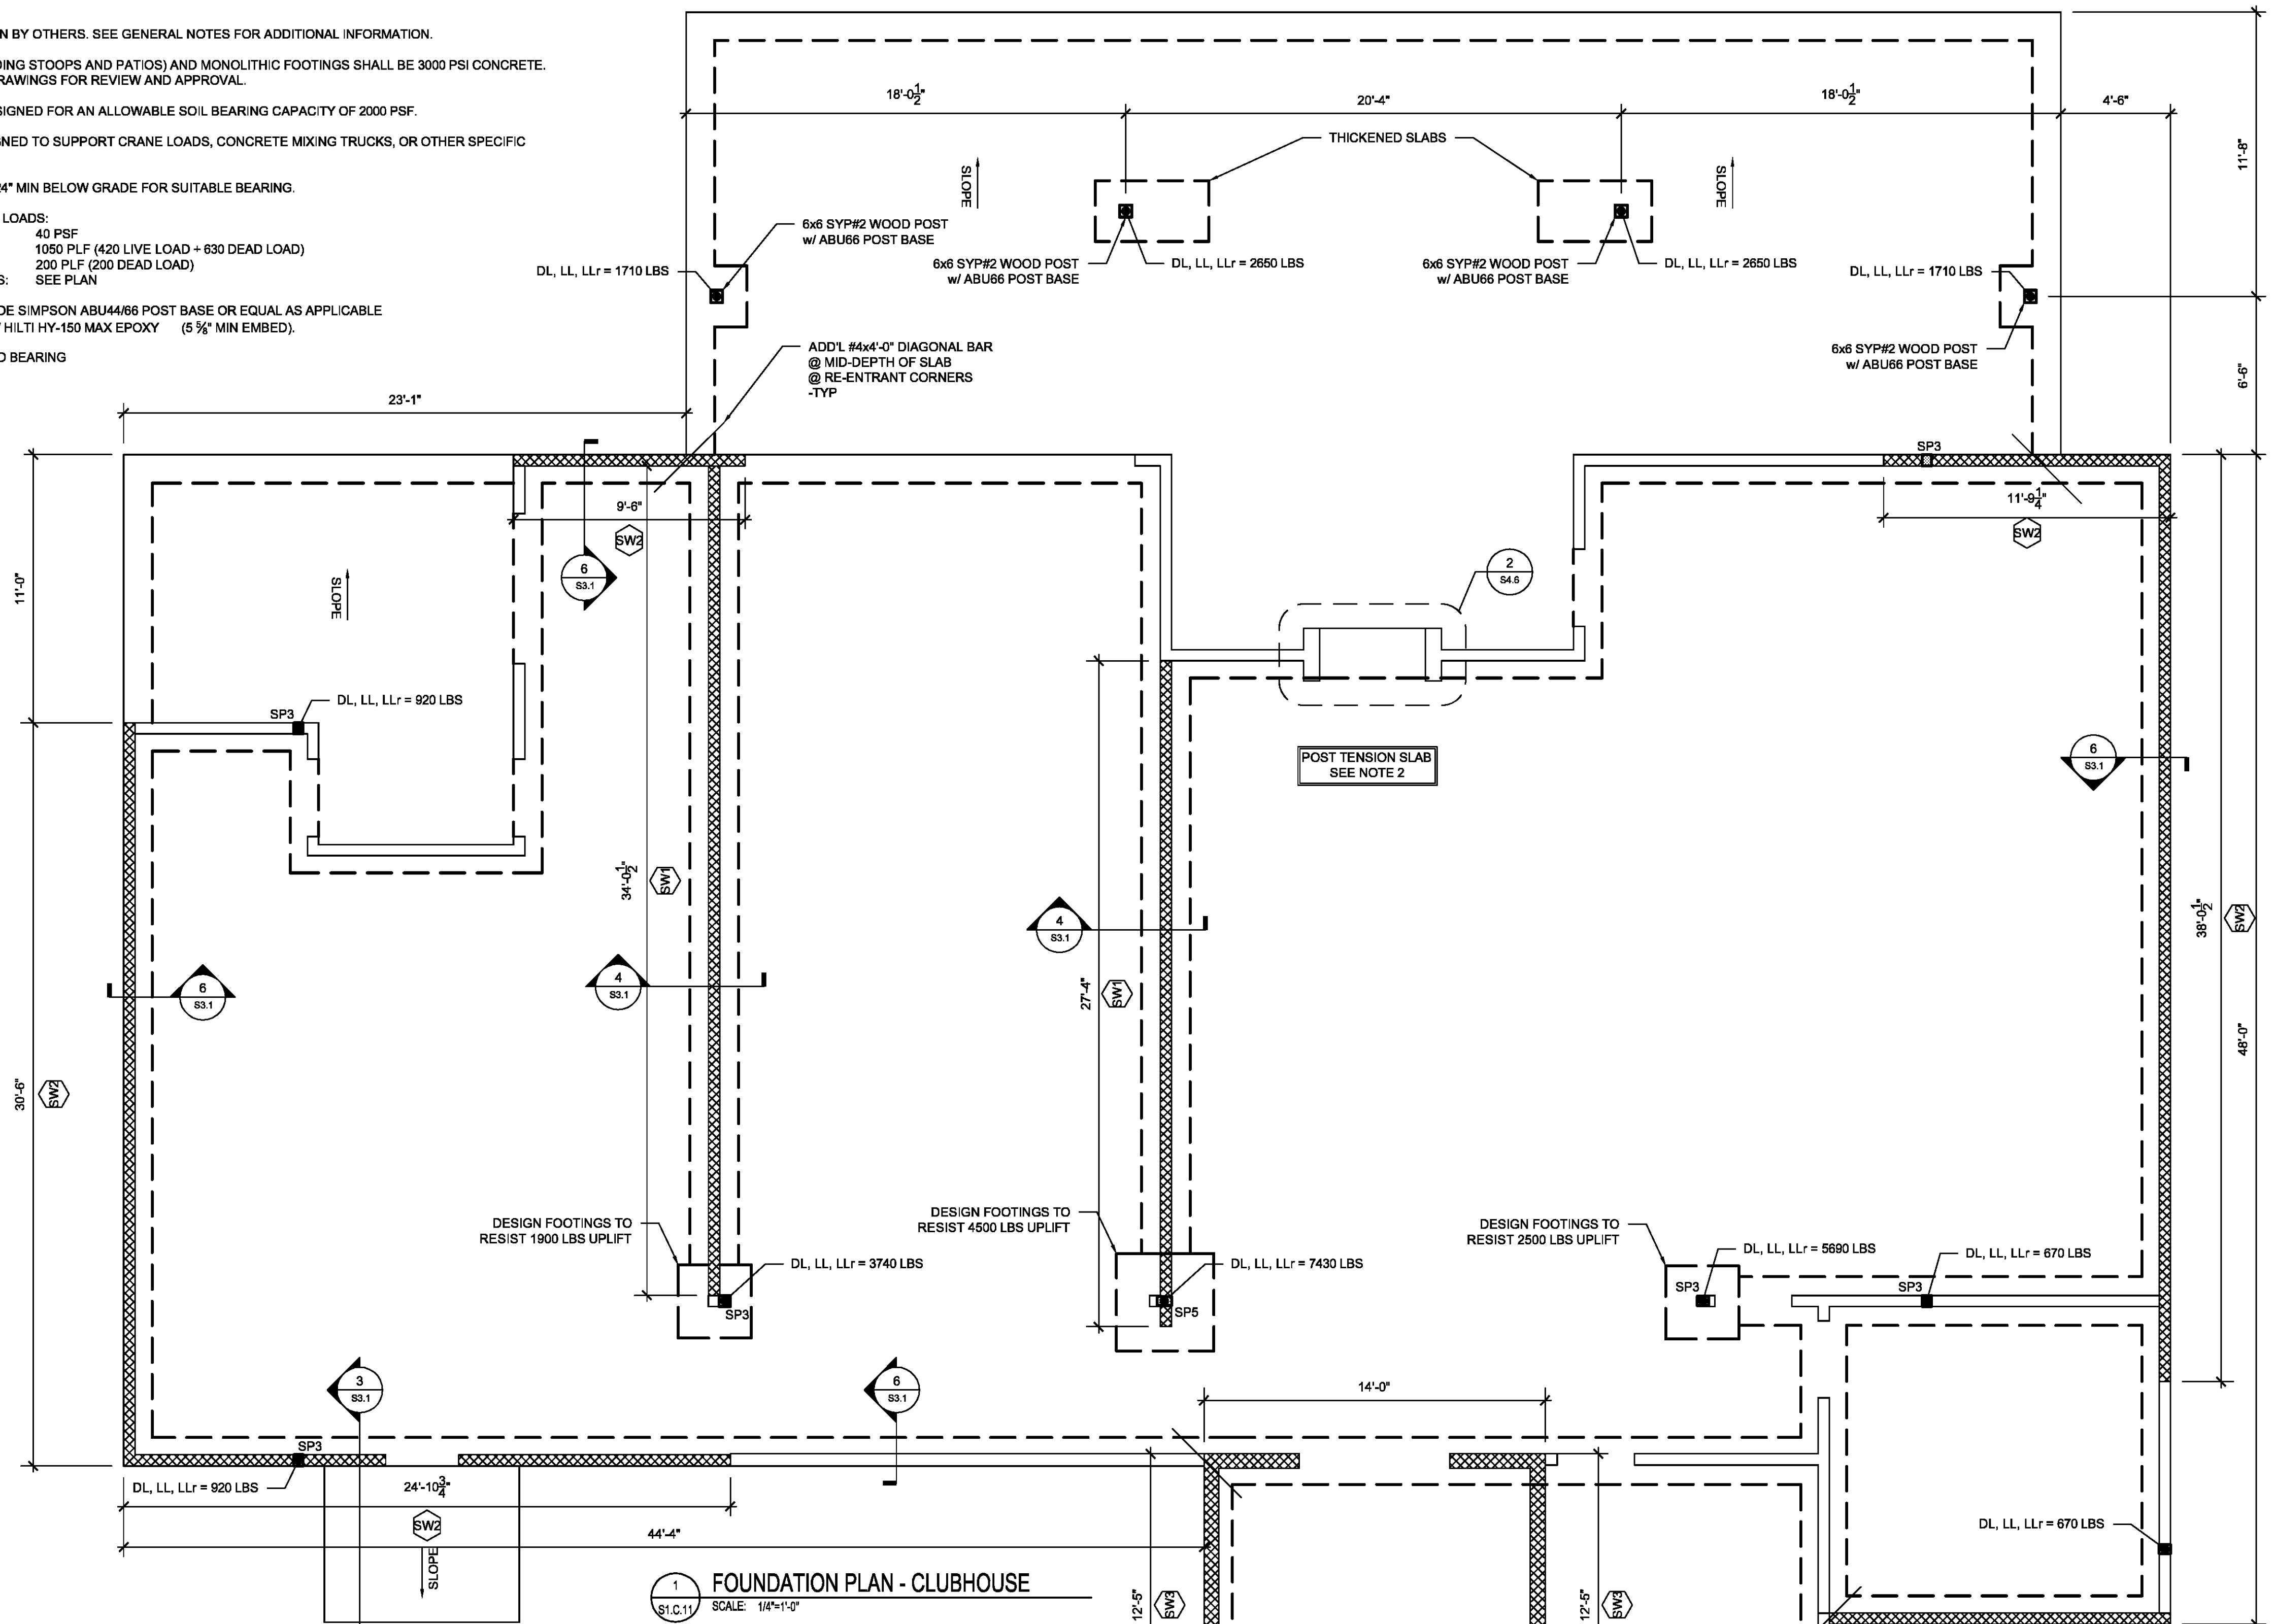 N BY OTHERS. SEE GENERAL NOTES FOR ADDITIONAL INFORMATION.
DING STOOPS AND PATIOS) AND MONOLITHIC FOOTINGS SHALL BE 3000 PSI CONCRETE.
RAWINGS FOR REVIEW AND APPROVAL.
SIGNED FOR AN ALLOWABLE SOIL BEARING CAPACITY OF 2000 PSF.
GNED TO SUPPORT CRANE LOADS, CONCRETE MIXING TRUCKS, OR OTHER SPECIFIC
24" MIN BELOW GRADE FOR SUITABLE BEARING.
LOADS:
40 PSF
1050 PLF (420 LIVE LOAD + 630 DEAD LOAD)
200 PLF (200 DEAD LOAD)
S: SEE PLAN
DE SIMPSON ABU44/66 POST BASE OR EQUAL AS APPLICABLE
HILTI HY-150 MAX EPOXY (5 ⅝" MIN EMBED).
D BEARING
18'-0½"
20'-4"
18'-0½"
4'-6"
11'-8"
THICKENED SLABS
SLOPE
SLOPE
6x6 SYP#2 WOOD POST
w/ ABU66 POST BASE
DL, LL, LLr = 1710 LBS
6x6 SYP#2 WOOD POST
w/ ABU66 POST BASE
DL, LL, LLr = 2650 LBS
6x6 SYP#2 WOOD POST
w/ ABU66 POST BASE
DL, LL, LLr = 2650 LBS
DL, LL, LLr = 1710 LBS
6x6 SYP#2 WOOD POST
w/ ABU66 POST BASE
6'-6"
ADD'L #4x4'-0" DIAGONAL BAR
@ MID-DEPTH OF SLAB
@ RE-ENTRANT CORNERS
-TYP
23'-1"
SP3
9'-6"
SW2
11'-9¼"
SW2
11'-0"
SLOPE
6
S3.1
2
S4.6
SP3
DL, LL, LLr = 920 LBS
POST TENSION SLAB
SEE NOTE 2
6
S3.1
34'-0½"
SW1
4
S3.1
38'-0½"
SW2
6
S3.1
4
S3.1
27'-4"
SW1
48'-0"
30'-6"
SW2
DESIGN FOOTINGS TO
RESIST 1900 LBS UPLIFT
DL, LL, LLr = 3740 LBS
SP3
DESIGN FOOTINGS TO
RESIST 4500 LBS UPLIFT
DL, LL, LLr = 7430 LBS
SP5
DESIGN FOOTINGS TO
RESIST 2500 LBS UPLIFT
DL, LL, LLr = 5690 LBS
SP3
DL, LL, LLr = 670 LBS
SP3
3
S3.1
6
S3.1
14'-0"
SP3
DL, LL, LLr = 920 LBS
24'-10¾"
SW2
44'-4"
SLOPE
DL, LL, LLr = 670 LBS
1
S1.C.11
FOUNDATION PLAN - CLUBHOUSE
SCALE: 1/4"=1'-0"
12'-5"
SW3
12'-5"
SW3